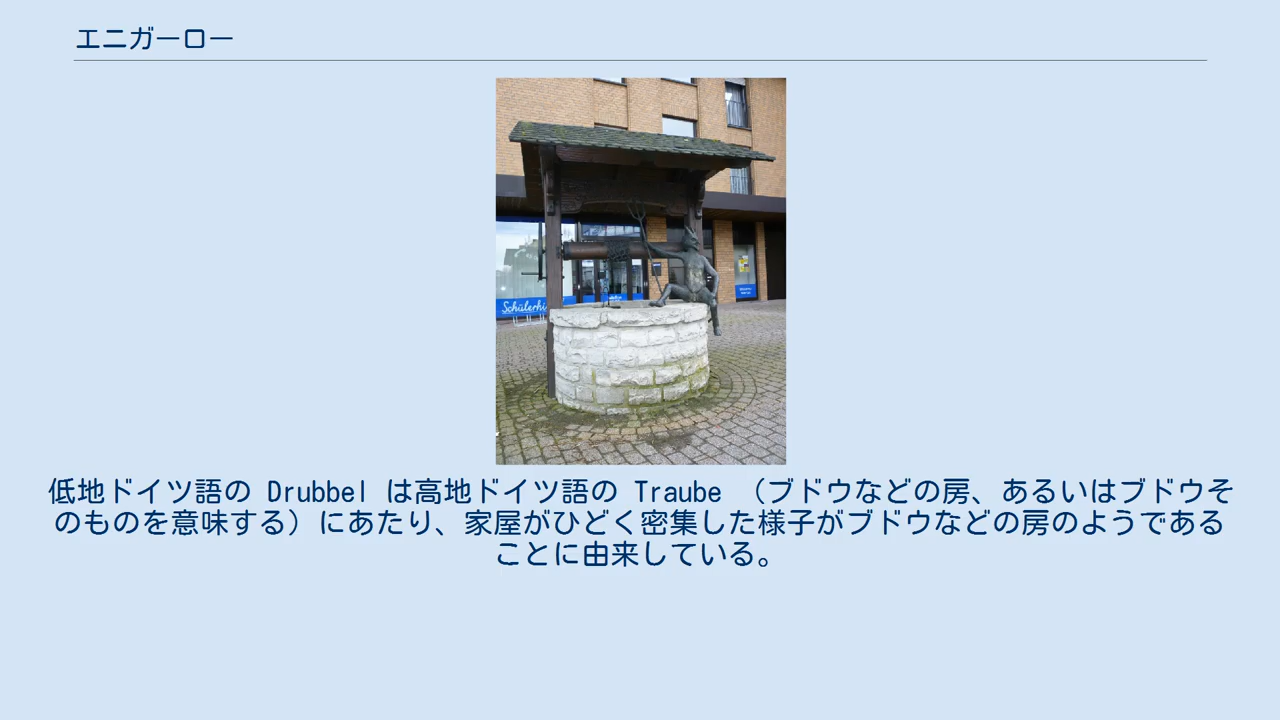 エニガーロー
Schülerhi
低地ドイツ語の Drubbel は高地ドイツ語の Traube （ブドウなどの房、あるいはブドウそ
のものを意味する）にあたり、家屋がひどく密集した様子がブドウなどの房のようである
ことに由来している。